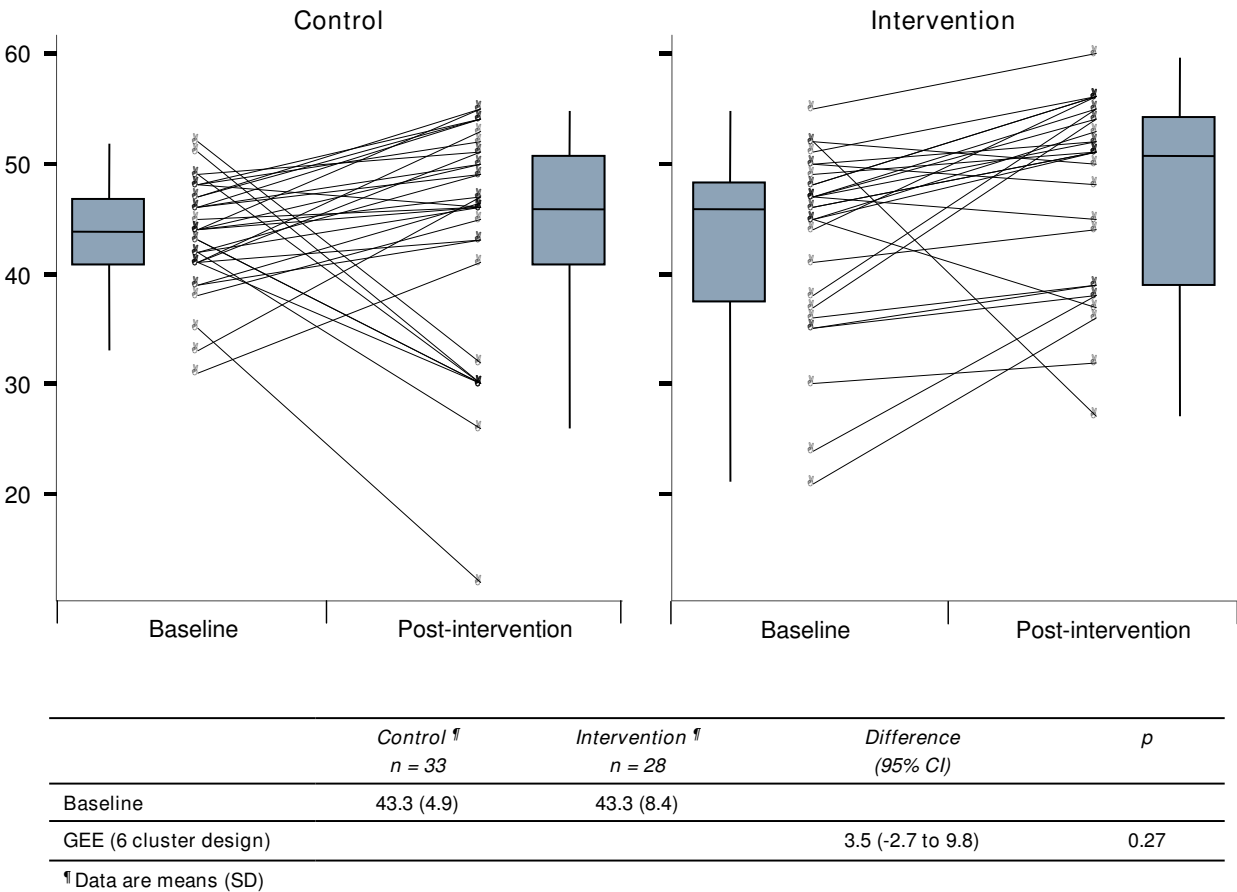 Control Intervention
60
50
40
30
20
Baseline Post-intervention Baseline Post-intervention
Control ¶ Intervention ¶ Difference p
n = 33 n = 28 (95% CI)
Baseline 43.3 (4.9) 43.3 (8.4)
GEE (6 cluster design) 3.5 (-2.7 to 9.8) 0.27
¶ Data are means (SD)